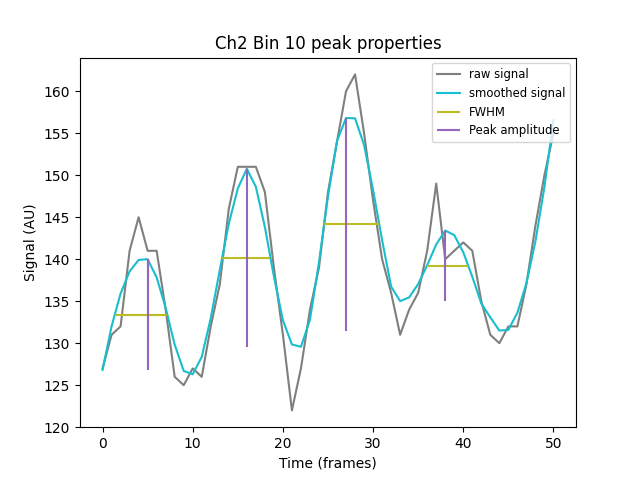 Ch2 Bin 10 peak properties
raw signal
smoothed signal
FWHM
Peak amplitude
Signal (AU)
160
155
150
145
140
135
130
125
120
0
10
20
30
40
50
Time (frames)